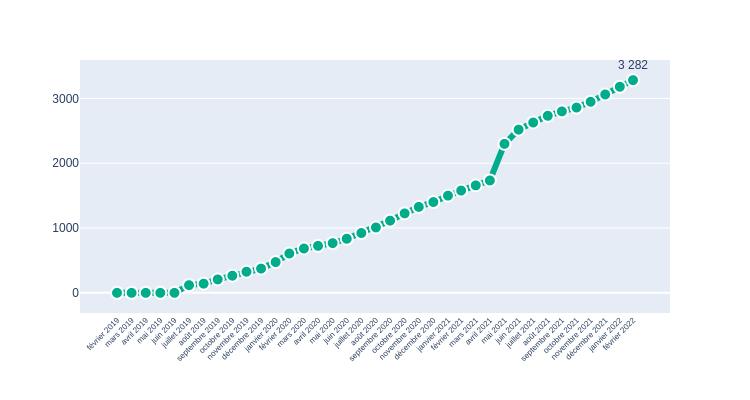 3 282
3000
2000
1000
0
février 2019
mars 2019
avril 2019
mai 2019
juin 2019
juillet 2019
août 2019
septembre 2019
octobre 2019
novembre 2019
décembre 2019
janvier 2020
février 2020
mars 2020
avril 2020
mai 2020
juin 2020
juillet 2020
août 2020
septembre 2020
octobre 2020
novembre 2020
décembre 2020
janvier 2021
février 2021
mars 2021
avril 2021
mai 2021
juin 2021
juillet 2021
août 2021
septembre 2021
octobre 2021
novembre 2021
décembre 2021
janvier 2022
février 2022